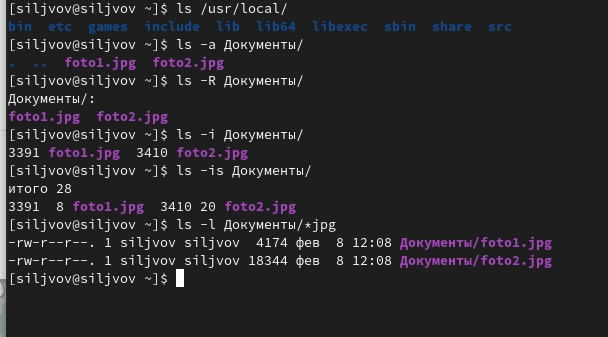 [siljvov@siljvov ~]$ ls /usr/local/
bin  etc  games  include  lib  lib64  libexec  sbin  share  src
[siljvov@siljvov ~]$ ls -a Документы/
.  ..  foto1.jpg  foto2.jpg
[siljvov@siljvov ~]$ ls -R Документы/
Документы/:
foto1.jpg  foto2.jpg
[siljvov@siljvov ~]$ ls -i Документы/
3391 foto1.jpg  3410 foto2.jpg
[siljvov@siljvov ~]$ ls -is Документы/
итого 28
3391  8 foto1.jpg  3410 20 foto2.jpg
[siljvov@siljvov ~]$ ls -l Документы/*jpg
-rw-r--r--. 1 siljvov siljvov  4174 фев  8 12:08 Документы/foto1.jpg
-rw-r--r--. 1 siljvov siljvov 18344 фев  8 12:08 Документы/foto2.jpg
[siljvov@siljvov ~]$